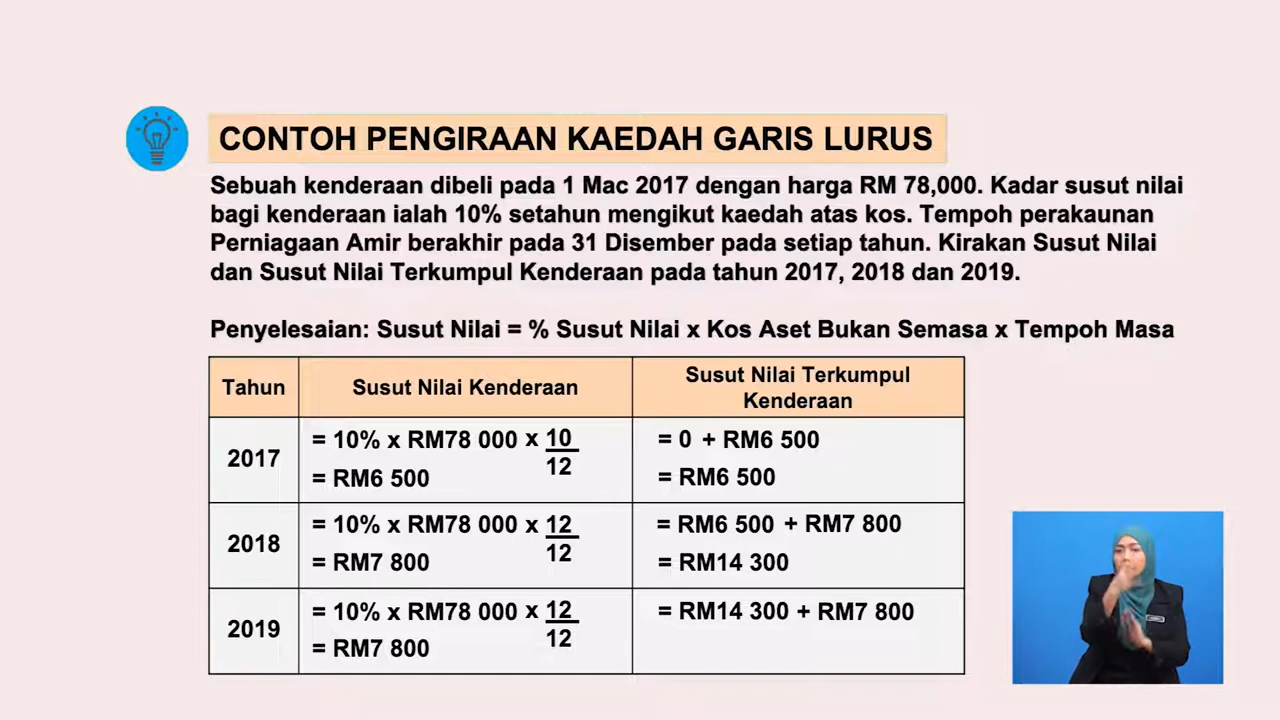 CONTOH PENGIRAAN KAEDAH GARIS LURUS
Sebuah kenderaan dibeli pada 1 Mac 2017 dengan harga RM 78,000. Kadar susut nilai
bagi kenderaan ialah 10% setahun mengikut kaedah atas kos. Tempoh perakaunan
Perniagaan Amir berakhir pada 31 Disember pada setiap tahun. Kirakan Susut Nilai
dan Susut Nilai Terkumpul Kenderaan pada tahun 2017, 2018 dan 2019.
Penyelesaian: Susut Nilai = % Susut Nilai x Kos Aset Bukan Semasa x Tempoh Masa
Tahun
Susut Nilai Kenderaan
Susut Nilai Terkumpul
Kenderaan
2017
= 10% x RM78 000 x 10
12
= RM6 500
= 0 + RM6 500
= RM6 500
2018
= 10% x RM78 000 x 12
12
= RM7 800
= RM6 500 + RM7 800
= RM14 300
2019
= 10% x RM78 000 x 12
12
= RM7 800
= RM14 300 + RM7 800